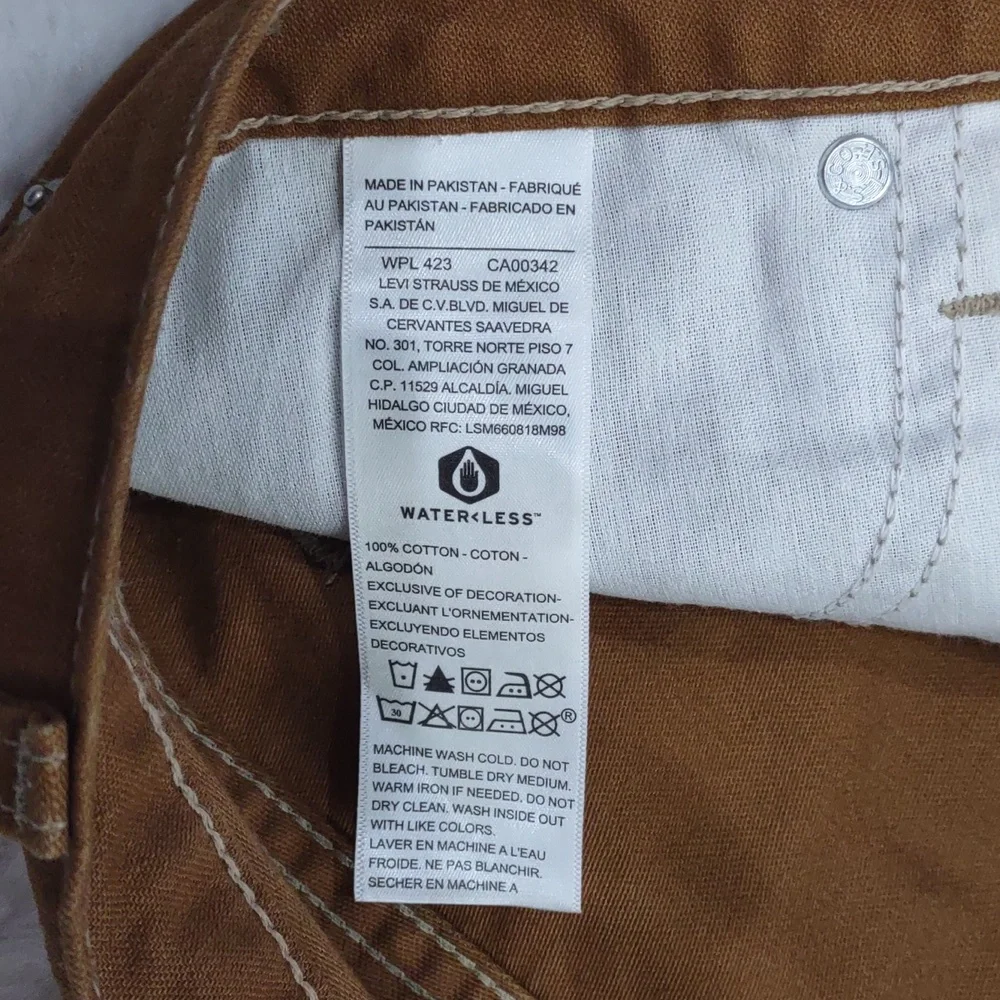 MADE IN PAKISTAN - FABRIQUÉ
AU PAKISTAN - FABRICADO EN
PAKISTÁN
WPL 423 CA00342
LEVI STRAUSS DE MÉXICO
S.A. DE C.V.BLVD. MIGUEL DE
CERVANTES SAAVEDRA
NO. 301, TORRE NORTE PISO 7
COL. AMPLIACIÓN GRANADA
C.P. 11529 ALCALDÍA. MIGUEL
HIDALGO CIUDAD DE MÉXICO,
MÉXICO RFC: LSM660818M98
WATER<LESS™
100% COTTON - COTON -
ALGODÓN
EXCLUSIVE OF DECORATION-
EXCLUANT L'ORNEMENTATION-
EXCLUYENDO ELEMENTOS
DECORATIVOS
30 ®
MACHINE WASH COLD. DO NOT
BLEACH. TUMBLE DRY MEDIUM.
WARM IRON IF NEEDED. DO NOT
DRY CLEAN. WASH INSIDE OUT
WITH LIKE COLORS.
LAVER EN MACHINE A L'EAU
FROIDE. NE PAS BLANCHIR.
SECHER EN MACHINE A